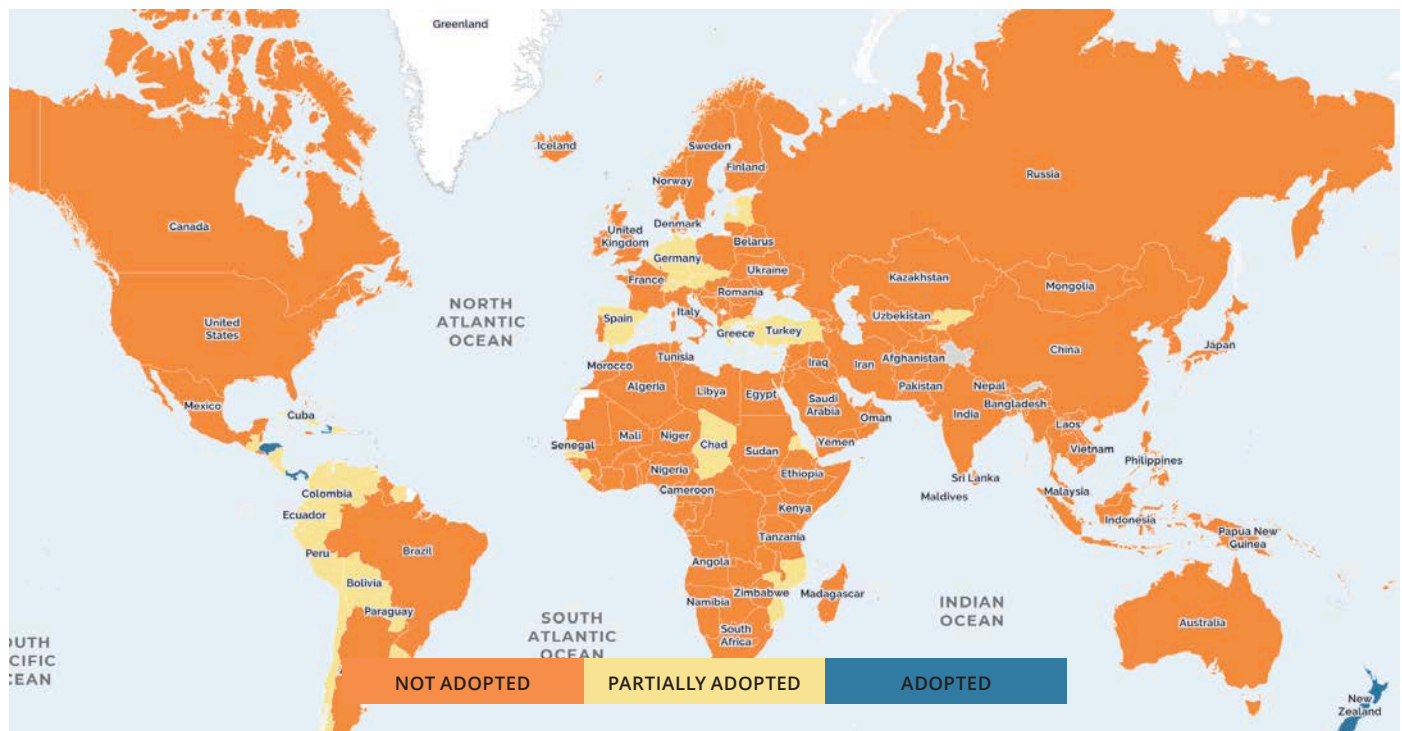 Greenland
Iceland
Sweden
Finland
Norway
Russia
Canada
United
Kingdom
Denmark
Belarus
Germany
Ukraine
France
Kazakhstan
Mongolia
Romania
NORTH
ATLANTIC
OCEAN
United
States
Spain
Italy
Greece
Turkey
Uzbekistan
China
Japan
Morocco
Tunisia
Iraq
Iran
Afghanistan
Algeria
Libya
Egypt
Pakistan
Nepal
Mexico
Cuba
Saudi
Arabia
Oman
India
Bangladesh
Laos
Senegal
Mali
Niger
Chad
Sudan
Yemen
Vietnam
Philippines
Nigeria
Ethiopia
Sri Lanka
Colombia
Cameroon
Maldives
Malaysia
Ecuador
Kenya
Indonesia
Papua New
Guinea
Peru
Brazil
Tanzania
Angola
Bolivia
Zimbabwe
Madagascar
Namibia
Paraguay
SOUTH
ATLANTIC
OCEAN
INDIAN
OCEAN
South
Africa
Australia
OUTH
CIFIC
CEAN
NOT ADOPTED
PARTIALLY ADOPTED
ADOPTED
New
Zealand